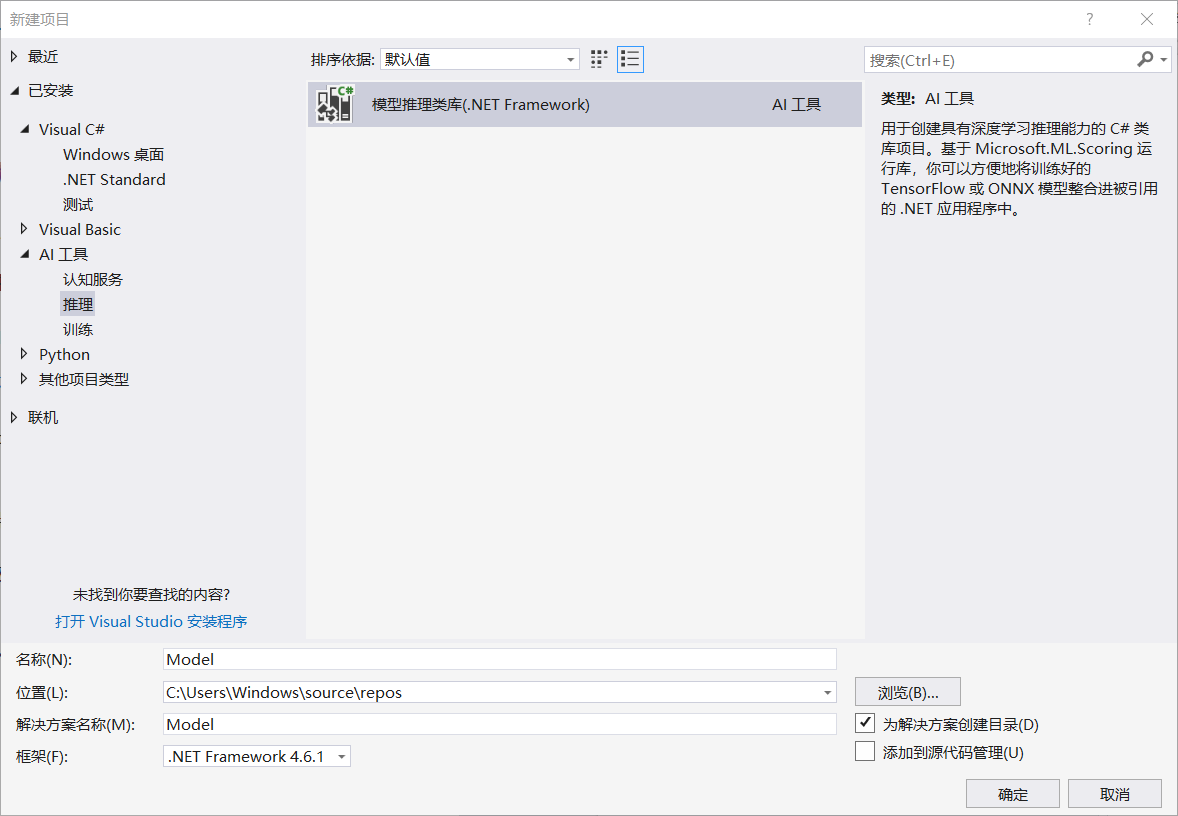 新建项目
最近
已安装
Visual C#
Windows 桌面
.NET Standard
测试
Visual Basic
AI 工具
认知服务
推理
训练
Python
其他项目类型
联机
未找到你要查找的内容?
打开 Visual Studio 安装程序
排序依据: 默认值
C#
模型推理类库(.NET Framework) AI 工具
搜索(Ctrl+E)
类型: AI 工具
用于创建具有深度学习推理能力的 C# 类
库项目。基于 Microsoft.ML.Scoring 运
行库，你可以方便地将训练好的
TensorFlow 或 ONNX 模型整合进被引用
的 .NET 应用程序中。
名称(N): Model
位置(L): C:\Users\Windows\source\repos 浏览(B)...
解决方案名称(M): Model 为解决方案创建目录(D)
框架(F): .NET Framework 4.6.1 添加到源代码管理(U)
确定 取消